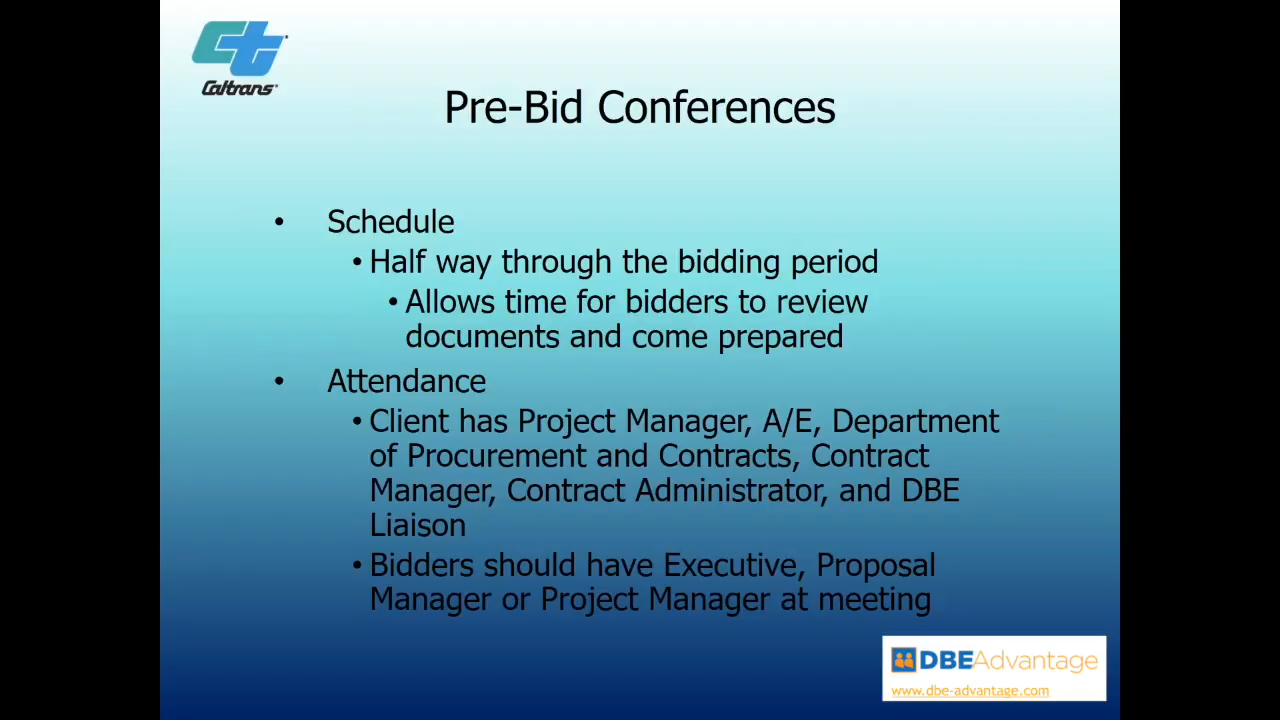 Caltrans
Pre-Bid Conferences
• Schedule
• Half way through the bidding period
• Allows time for bidders to review
documents and come prepared
• Attendance
• Client has Project Manager, A/E, Department
of Procurement and Contracts, Contract
Manager, Contract Administrator, and DBE
Liaison
• Bidders should have Executive, Proposal
Manager or Project Manager at meeting
DBEAdvantage
www.dbe-advantage.com